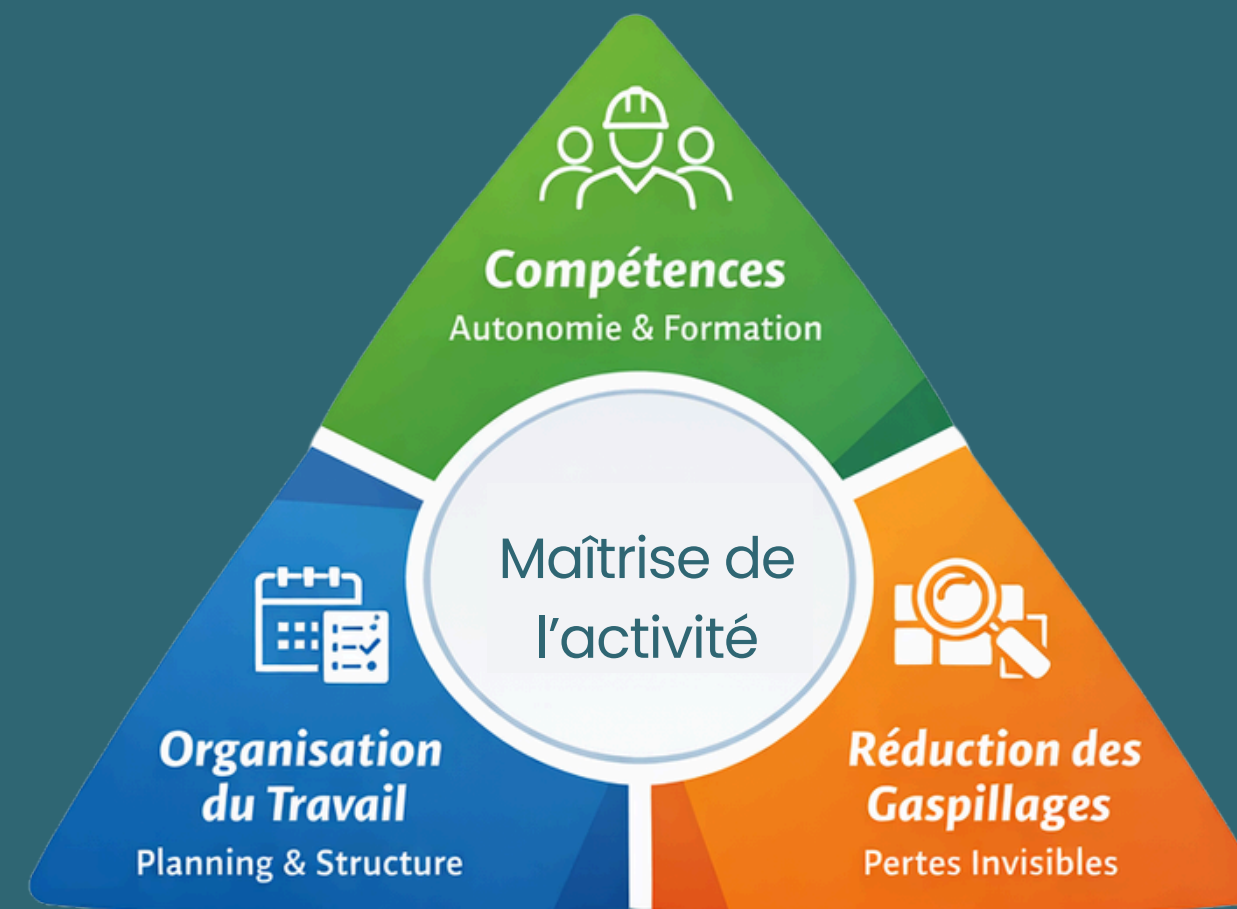 Compétences
Autonomie & Formation
Maîtrise de
l’activité
Organisation
du Travail
Planning & Structure
Réduction des
Gaspillages
Pertes Invisibles